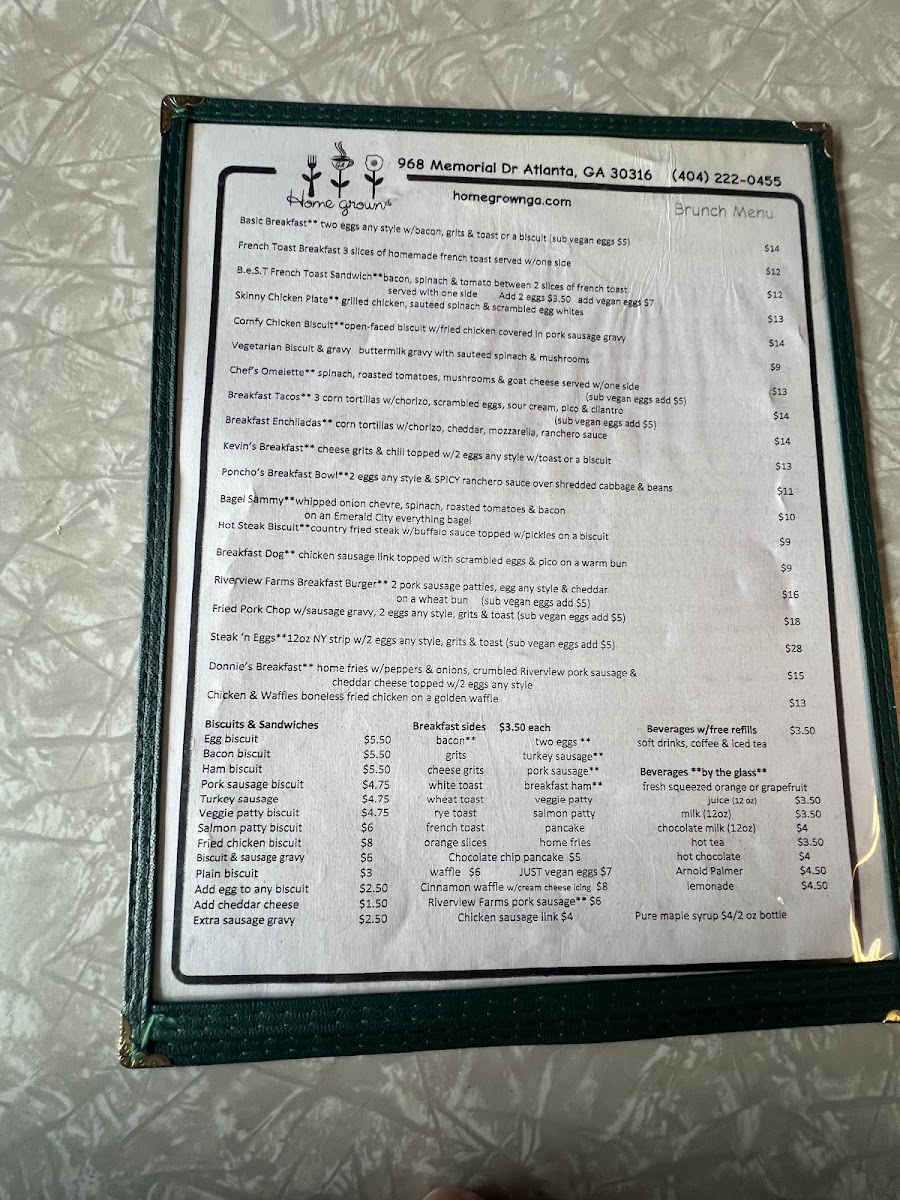 968 Memorial Dr Atlanta, GA 30316 (404) 222-0455
Home grown GA
homegrownga.com
Brunch Menu
Basic Breakfast** two eggs any style w/bacon, grits & toast or a biscuit (sub vegan eggs $5) $14
French Toast Breakfast 3 slices of homemade french toast served w/one side $12
B.e.S.T French Toast Sandwich**bacon, spinach & tomato between 2 slices of french toast $12
served with one side Add 2 eggs $3.50 add vegan eggs $7
Skinny Chicken Plate** grilled chicken, sauteed spinach & scrambled egg whites $13
Comfy Chicken Biscuit**open-faced biscuit w/fried chicken covered in pork sausage gravy $14
Vegetarian Biscuit & gravy buttermilk gravy with sauteed spinach & mushrooms $9
Chef's Omelette** spinach, roasted tomatoes, mushrooms & goat cheese served w/one side $13
(sub vegan eggs add $5)
Breakfast Tacos** 3 corn tortillas w/chorizo, scrambled eggs, sour cream, pico & cilantro $14
(sub vegan eggs add $5)
Breakfast Enchiladas** corn tortillas w/chorizo, cheddar, mozzarella, ranchero sauce $14
Kevin's Breakfast** cheese grits & chili topped w/2 eggs any style w/toast or a biscuit $13
Poncho's Breakfast Bowl**2 eggs any style & SPICY ranchero sauce over shredded cabbage & beans $11
Bagel Sammy**whipped onion chevre, spinach, roasted tomatoes & bacon $10
on an Emerald City everything bagel
Hot Steak Biscuit**country fried steak w/buffalo sauce topped w/pickles on a biscuit $9
Breakfast Dog** chicken sausage link topped with scrambled eggs & pico on a warm bun $9
Riverview Farms Breakfast Burger** 2 pork sausage patties, egg any style & cheddar $16
on a wheat bun (sub vegan eggs add $5)
Fried Pork Chop w/sausage gravy, 2 eggs any style, grits & toast (sub vegan eggs add $5) $18
Steak 'n Eggs**12oz NY strip w/2 eggs any style, grits & toast (sub vegan eggs add $5) $28
Donnie's Breakfast** home fries w/peppers & onions, crumbled Riverview pork sausage & $15
cheddar cheese topped w/2 eggs any style
Chicken & Waffles boneless fried chicken on a golden waffle $13
Biscuits & Sandwiches
Egg biscuit $5.50
Bacon biscuit $5.50
Ham biscuit $5.50
Pork sausage biscuit $4.75
Turkey sausage $4.75
Veggie patty biscuit $4.75
Salmon patty biscuit $6
Fried chicken biscuit $8
Biscuit & sausage gravy $6
Plain biscuit $3
Add egg to any biscuit $2.50
Add cheddar cheese $1.50
Extra sausage gravy $2.50
Breakfast sides $3.50 each
bacon** two eggs **
grits turkey sausage**
cheese grits pork sausage**
white toast breakfast ham**
wheat toast veggie patty
rye toast salmon patty
french toast pancake
orange slices home fries
Chocolate chip pancake $5
waffle $6 JUST vegan eggs $7
Cinnamon waffle w/cream cheese icing $8
Riverview Farms pork sausage** $6
Chicken sausage link $4
Beverages w/free refills $3.50
soft drinks, coffee & iced tea
Beverages **by the glass**
fresh squeezed orange or grapefruit
juice (12 oz) $3.50
milk (12oz) $3.50
chocolate milk (12oz) $4
hot tea $3.50
hot chocolate $4
Arnold Palmer $4.50
lemonade $4.50
Pure maple syrup $4/2 oz bottle